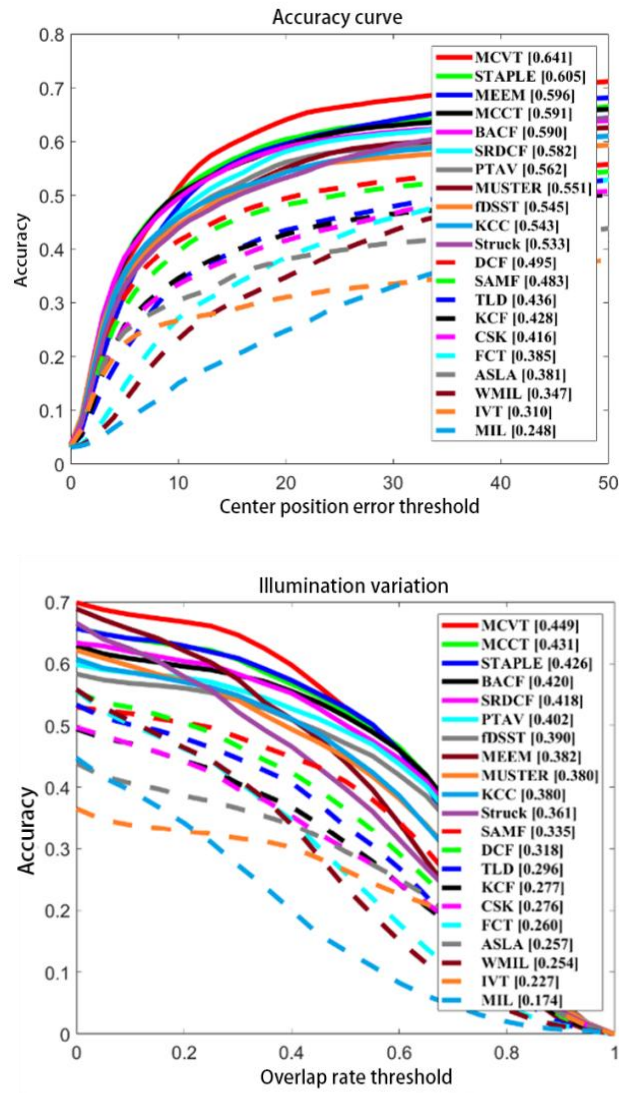 Accuracy curve
0.8
0.7
0.6
0.5
0.4
0.3
0.2
0.1
0
Accuracy
MCVT [0.641]
STAPLE [0.605]
MEEM [0.596]
MCCT [0.591]
BACF [0.590]
SRDCF [0.582]
PTAV [0.562]
MUSTER [0.551]
fDSST [0.545]
KCC [0.543]
Struck [0.533]
DCF [0.495]
SAMF [0.483]
TLD [0.436]
KCF [0.428]
CSK [0.416]
FCT [0.385]
ASLA [0.381]
WMIL [0.347]
IVT [0.310]
MIL [0.248]
0 10 20 30 40 50
Center position error threshold
Illumination variation
0.7
0.6
0.5
0.4
0.3
0.2
0.1
0
Accuracy
MCVT [0.449]
MCCT [0.431]
STAPLE [0.426]
BACF [0.420]
SRDCF [0.418]
PTAV [0.402]
fDSST [0.390]
MEEM [0.382]
MUSTER [0.380]
KCC [0.380]
Struck [0.361]
SAMF [0.335]
DCF [0.318]
TLD [0.296]
KCF [0.277]
CSK [0.276]
FCT [0.260]
ASLA [0.257]
WMIL [0.254]
IVT [0.227]
MIL [0.174]
0 0.2 0.4 0.6 0.8 1
Overlap rate threshold